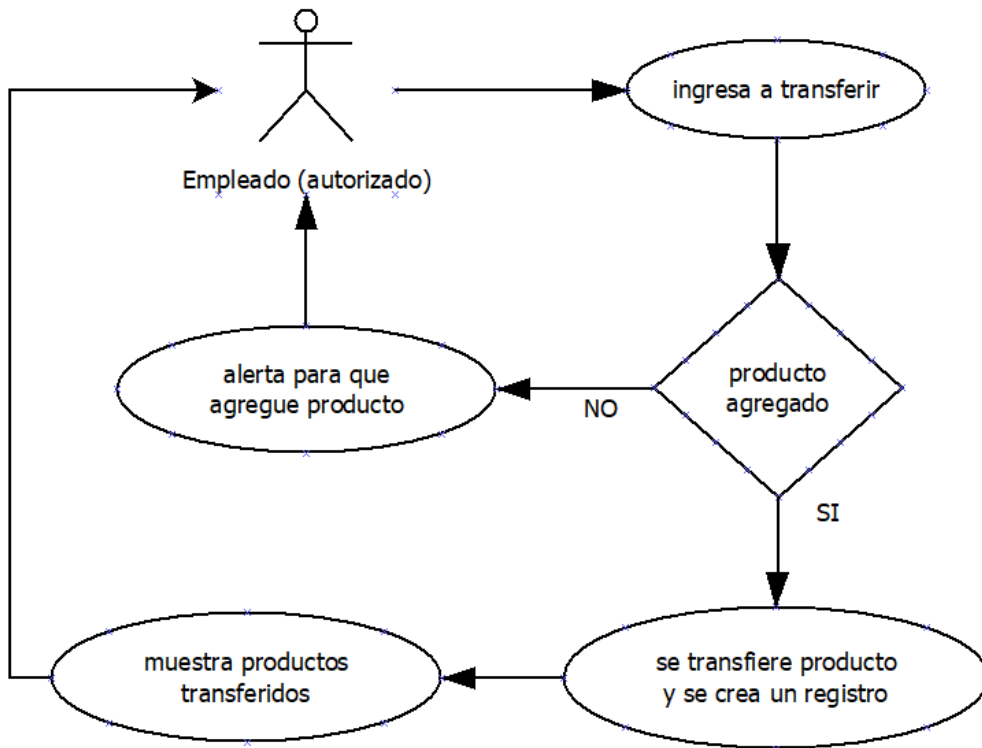 ingresa a transferir
Empleado (autorizado)
producto
agregado
NO
alerta para que
agregue producto
SI
se transfiere producto
y se crea un registro
muestra productos
transferidos